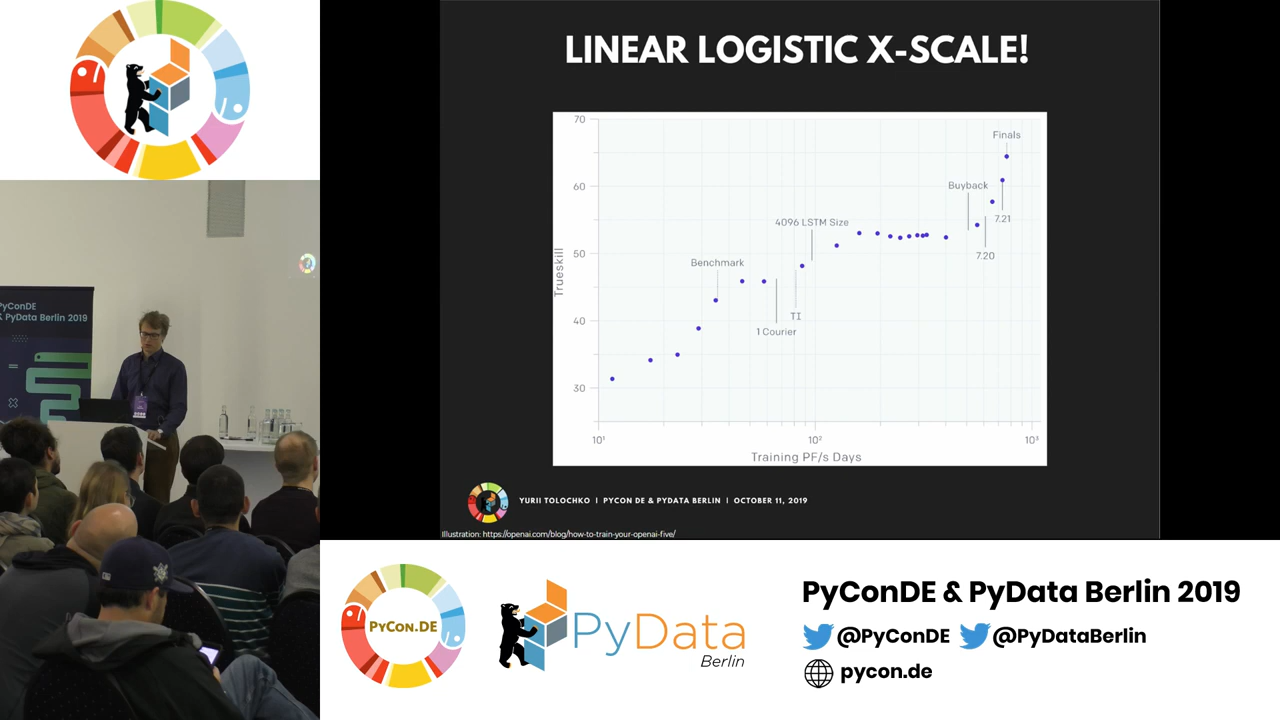 LINEAR LOGISTIC X-SCALE!
70
60
50
40
30
Trueskill
Finals
Buyback
4096 LSTM Size
7.21
7.20
Benchmark
TI
1 Courier
10¹
10²
10³
Training PF/s Days
YURII TOLOCHKO | PYCON DE & PYDATA BERLIN | OCTOBER 11, 2019
Illustration: https://openai.com/blog/how-to-train-your-openai-five/
PyConDE
& PyData Berlin 2019
PyCon.DE
PyData
Berlin
PyConDE & PyData Berlin 2019
@PyConDE @PyDataBerlin
pycon.de